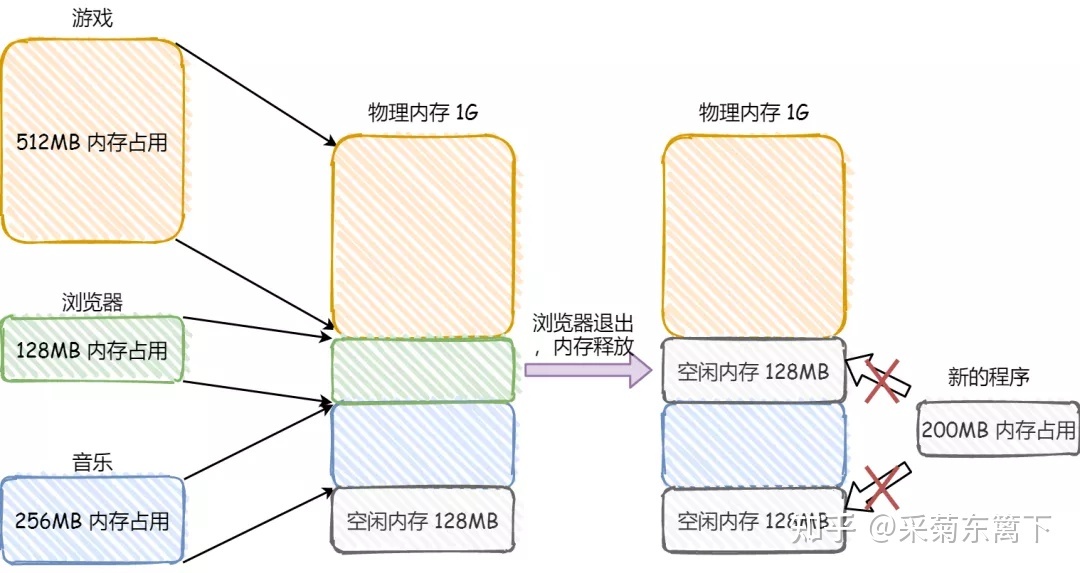 游戏
512MB 内存占用
浏览器
128MB 内存占用
音乐
256MB 内存占用
物理内存 1G
空闲内存 128MB
浏览器退出
，内存释放
物理内存 1G
空闲内存 128MB
空闲内存 128MB
新的程序
200MB 内存占用
知乎 @采菊东篱下